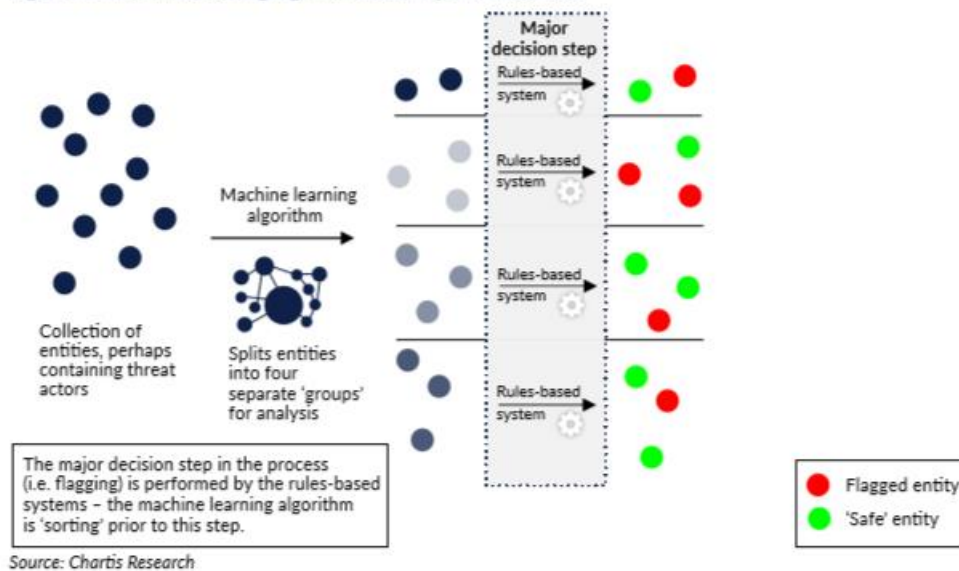 Major
decision step
Rules-based
system
Rules-based
system
Rules-based
system
Rules-based
system
Machine learning
algorithm
Collection of
entities, perhaps
containing threat
actors
Splits entities
into four
separate ‘groups’
for analysis
The major decision step in the process
(i.e. flagging) is performed by the rules-based
systems – the machine learning algorithm
is ‘sorting’ prior to this step.
Flagged entity
‘Safe’ entity
Source: Chartis Research